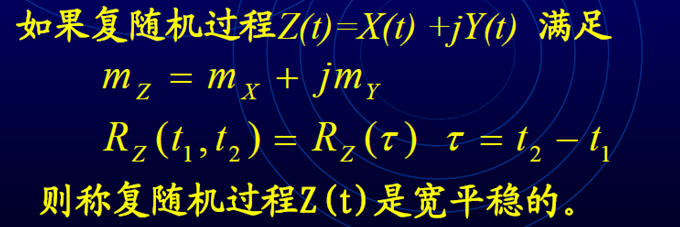 如果复随机过程Z(t)=X(t) +jY(t) 满足
m_Z = m_X + jm_Y
R_Z(t_1,t_2) = R_Z(τ) τ = t_2 − t_1
则称复随机过程Z(t)是宽平稳的。